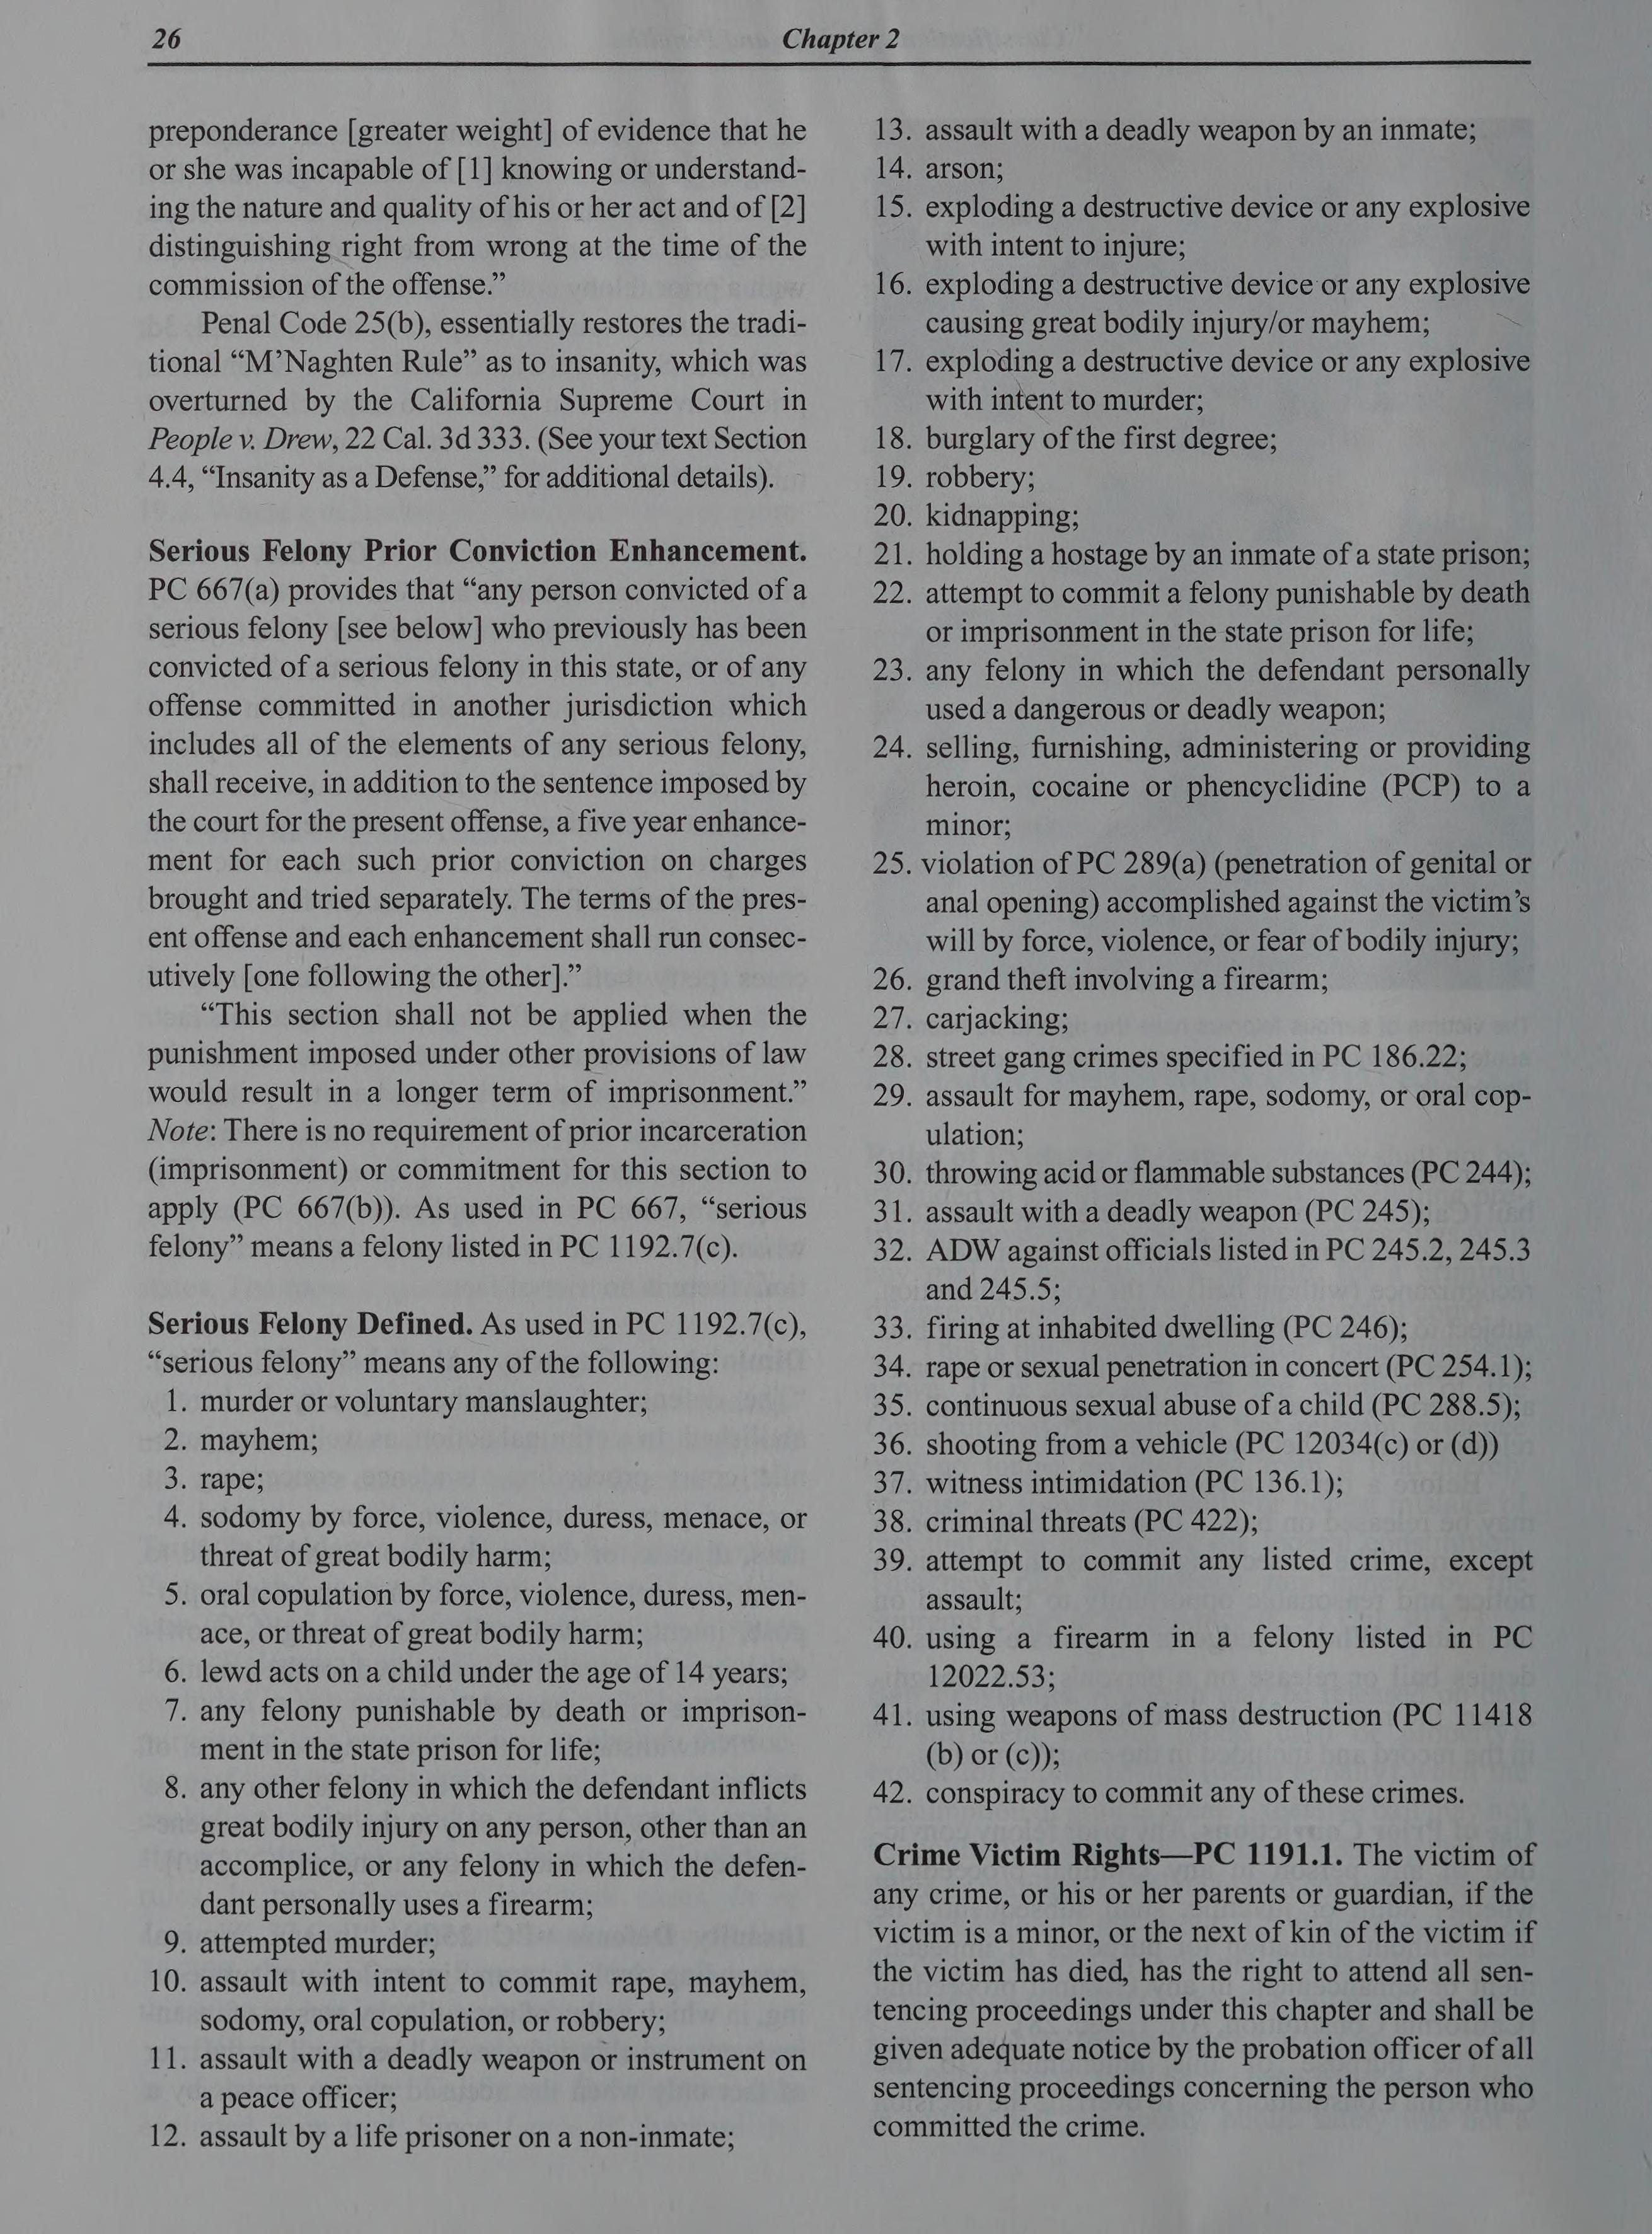 26
Chapter 2
preponderance [greater weight] of evidence that he
or she was incapable of [1] knowing or understand-
ing the nature and quality of his or her act and of [2]
distinguishing right from wrong at the time of the
commission of the offense.”
Penal Code 25(b), essentially restores the tradi-
tional “M’Naghten Rule” as to insanity, which was
overturned by the California Supreme Court in
People v. Drew, 22 Cal. 3d 333. (See your text Section
4.4, “Insanity as a Defense,” for additional details).
Serious Felony Prior Conviction Enhancement.
PC 667(a) provides that “any person convicted of a
serious felony [see below] who previously has been
convicted of a serious felony in this state, or of any
offense committed in another jurisdiction which
includes all of the elements of any serious felony,
shall receive, in addition to the sentence imposed by
the court for the present offense, a five year enhance-
ment for each such prior conviction on charges
brought and tried separately. The terms of the pres-
ent offense and each enhancement shall run consec-
utively [one following the other].”
“This section shall not be applied when the
punishment imposed under other provisions of law
would result in a longer term of imprisonment.”
Note: There is no requirement of prior incarceration
(imprisonment) or commitment for this section to
apply (PC 667(b)). As used in PC 667, “serious
felony” means a felony listed in PC 1192.7(c).
Serious Felony Defined. As used in PC 1192.7(c),
“serious felony” means any of the following:
1. murder or voluntary manslaughter;
2. mayhem;
3. rape;
4. sodomy by force, violence, duress, menace, or
threat of great bodily harm;
5. oral copulation by force, violence, duress, men-
ace, or threat of great bodily harm;
6. lewd acts on a child under the age of 14 years;
7. any felony punishable by death or imprison-
ment in the state prison for life;
8. any other felony in which the defendant inflicts
great bodily injury on any person, other than an
accomplice, or any felony in which the defen-
dant personally uses a firearm;
9. attempted murder;
10. assault with intent to commit rape, mayhem,
sodomy, oral copulation, or robbery;
11. assault with a deadly weapon or instrument on
a peace officer;
12. assault by a life prisoner on a non-inmate;
13. assault with a deadly weapon by an inmate;
14. arson;
15. exploding a destructive device or any explosive
with intent to injure;
16. exploding a destructive device or any explosive
causing great bodily injury/or mayhem;
17. exploding a destructive device or any explosive
with intent to murder;
18. burglary of the first degree;
19. robbery;
20. kidnapping;
21. holding a hostage by an inmate of a state prison;
22. attempt to commit a felony punishable by death
or imprisonment in the state prison for life;
23. any felony in which the defendant personally
used a dangerous or deadly weapon;
24. selling, furnishing, administering or providing
heroin, cocaine or phencyclidine (PCP) to a
minor;
25. violation of PC 289(a) (penetration of genital or
anal opening) accomplished against the victim’s
will by force, violence, or fear of bodily injury;
26. grand theft involving a firearm;
27. carjacking;
28. street gang crimes specified in PC 186.22;
29. assault for mayhem, rape, sodomy, or oral cop-
ulation;
30. throwing acid or flammable substances (PC 244);
31. assault with a deadly weapon (PC 245);
32. ADW against officials listed in PC 245.2, 245.3
and 245.5;
33. firing at inhabited dwelling (PC 246);
34. rape or sexual penetration in concert (PC 254.1);
35. continuous sexual abuse of a child (PC 288.5);
36. shooting from a vehicle (PC 12034(c) or (d))
37. witness intimidation (PC 136.1);
38. criminal threats (PC 422);
39. attempt to commit any listed crime, except
assault;
40. using a firearm in a felony listed in PC
12022.53;
41. using weapons of mass destruction (PC 11418
(b) or (c));
42. conspiracy to commit any of these crimes.
Crime Victim Rights—PC 1191.1. The victim of
any crime, or his or her parents or guardian, if the
victim is a minor, or the next of kin of the victim if
the victim has died, has the right to attend all sen-
tencing proceedings under this chapter and shall be
given adequate notice by the probation officer of all
sentencing proceedings concerning the person who
committed the crime.